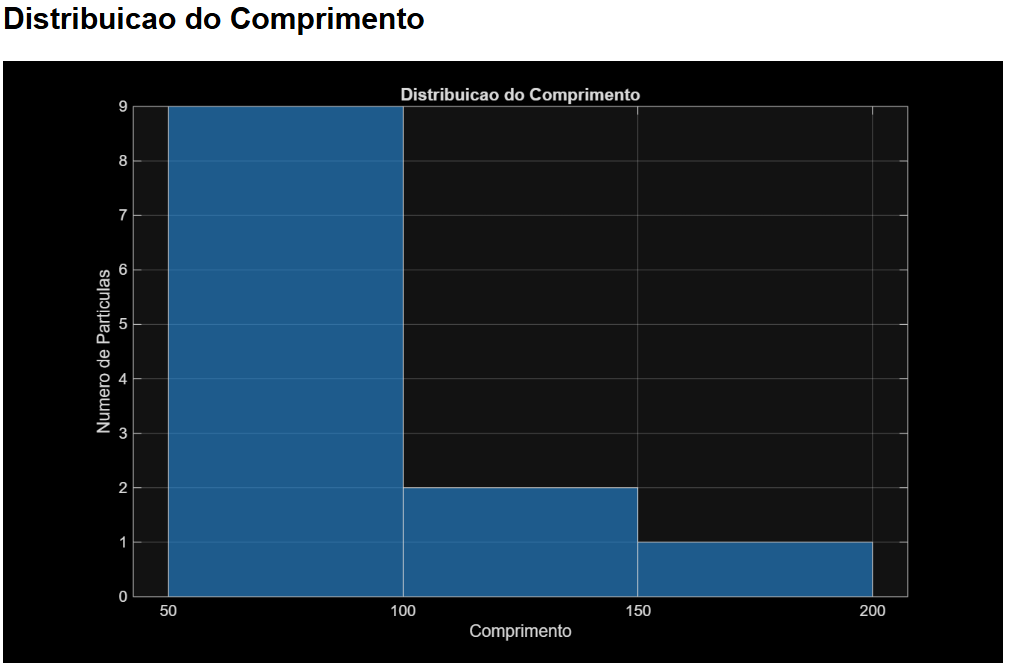 Distribuicao do Comprimento
Distribuicao do Comprimento
9
8
7
6
5
4
3
2
1
0
Numero de Particulas
50 100 150 200
Comprimento